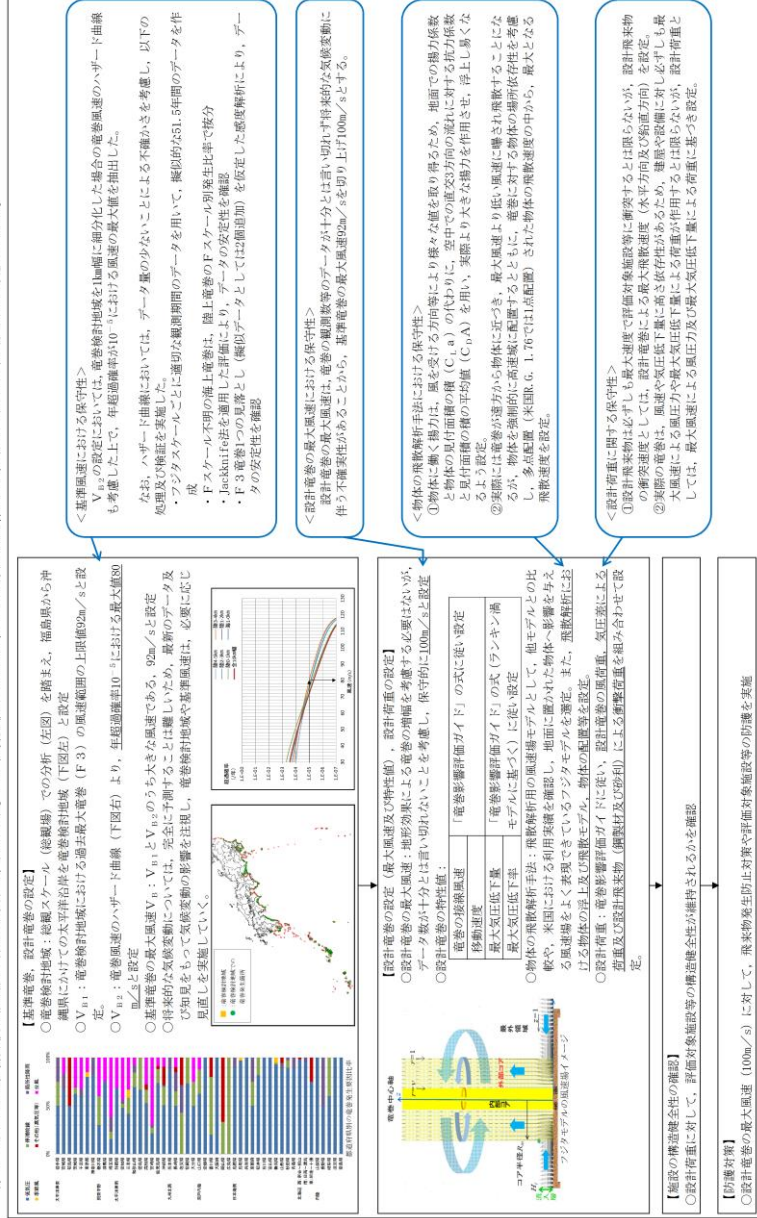 【基準竜巻，設計竜巻の設定】
○竜巻検討地域：総観スケール（総観場）での分析（左図）を踏まえ，福島県から沖
縄県にかけての太平洋沿岸を竜巻検討地域（下図左）と設定
○VB1：竜巻検討地域における過去最大竜巻（F3）の風速範囲の上限値92m／sと設
定。
○VB2：竜巻風速のハザード曲線（下図右）より，年超過確率10⁻⁵における最大値80
m／sと設定
○基準竜巻の最大風速VB：VB1とVB2のうち大きな風速である，92m／sと設定
○将来的な気候変動については，完全に予測することは難しいため，最新のデータ及
び知見をもって気候変動の影響を注視し，竜巻検討地域や基準風速は，必要に応じ
見直しを実施していく。
都道府県別の竜巻発生要因比率
0%
50%
100%
竜巻検討地域
【設計竜巻の設定（最大風速及び特性値），設計荷重の設定】
○設計竜巻の最大風速：地形効果による竜巻の増幅を考慮する必要はないが，
データ数が十分とは言い切れないことを考慮し，保守的に100m／sと設定
○設計竜巻の特性値：
竜巻の接線風速
移動速度
「竜巻影響評価ガイド」の式に従い設定
最大気圧低下量
最大気圧低下率
「竜巻影響評価ガイド」の式（ランキン渦
モデルに基づく）に従い設定
○物体の飛散解析手法：飛散解析用の風速場モデルとして，他モデルとの比
較や，米国における利用実績を確認し，地面に置かれた物体へ影響を与え
る風速場をよく表現できているフジタモデルを選定。また，飛散解析にお
ける物体の浮上及び飛散モデル，物体の配置等を設定。
○設計荷重：竜巻影響評価ガイドに従い，設計竜巻の風荷重，気圧差による
荷重及び設計飛来物（鋼製材及び砂利）による衝撃荷重を組み合わせて設
定。
竜巻中心軸
フジタモデルの風速場イメージ
【施設の構造健全性の確認】
○設計荷重に対して，評価対象施設等の構造健全性が維持されるかを確認
【防護対策】
○設計竜巻の最大風速（100m／s）に対して，飛来物発生防止対策や評価対象施設等の防護を実施
＜基準風速における保守性＞
VB2の設定においては，竜巻検討地域を1km幅に細分化した場合の竜巻風速のハザード曲線
も考慮した上で，年超過確率が10⁻⁵における風速の最大値を抽出した。
なお，ハザード曲線においては，データ量の少ないことによる不確かさを考慮し，以下の
処理及び検証を実施した。
・フジタスケールごとに適切な観測期間のデータを用いて，擬似的な51.5年間のデータを作
成
・Fスケール不明の海上竜巻は，陸上竜巻のFスケール別発生比率で按分
・Jackknife法を適用した評価により，データの安定性を確認
・F3竜巻1つの見落とし（擬似データとしては2個追加）を仮定した感度解析により，デー
タの安定性を確認
＜設計竜巻の最大風速における保守性＞
設計竜巻の最大風速は，竜巻の観測数等のデータが十分とは言い切れず将来的な気候変動に
伴う不確実性があることから，基準竜巻の最大風速92m／sを切り上げ100m／sとする。
＜物体の飛散解析手法における保守性＞
①物体に働く揚力は，風を受ける方向等により様々な値を取り得るため，地面での揚力係数
と物体の見付面積の積（CLa）の代わりに，空中での直交3方向の流れに対する抗力係数
と見付面積の積の平均値（CDA）を用い，実際より大きな揚力を作用させ，浮上し易くな
るよう設定。
②実際には竜巻が遠方から物体に近づき，最大風速より低い風速に曝され飛散することにな
るが，物体を強制的に高速域に配置するとともに，竜巻に対する物体の場所依存性を考慮
し，多点配置（米国R.G. 1.76では1点配置）された物体の飛散速度の中から，最大となる
飛散速度を設定。
＜設計荷重に関する保守性＞
①設計飛来物は必ずしも最大速度で評価対象施設等に衝突するとは限らないが，設計飛来物
の衝突速度としては，設計竜巻による最大飛散速度（水平方向及び鉛直方向）を設定。
②実際の竜巻は，風速や気圧低下量に高さ依存性があるため，建屋や設備に対し必ずしも最
大風速による風圧力や最大気圧低下量による荷重が作用するとは限らないが，設計荷重と
しては，最大風速による風圧力及び最大気圧低下量による荷重に基づき設定。